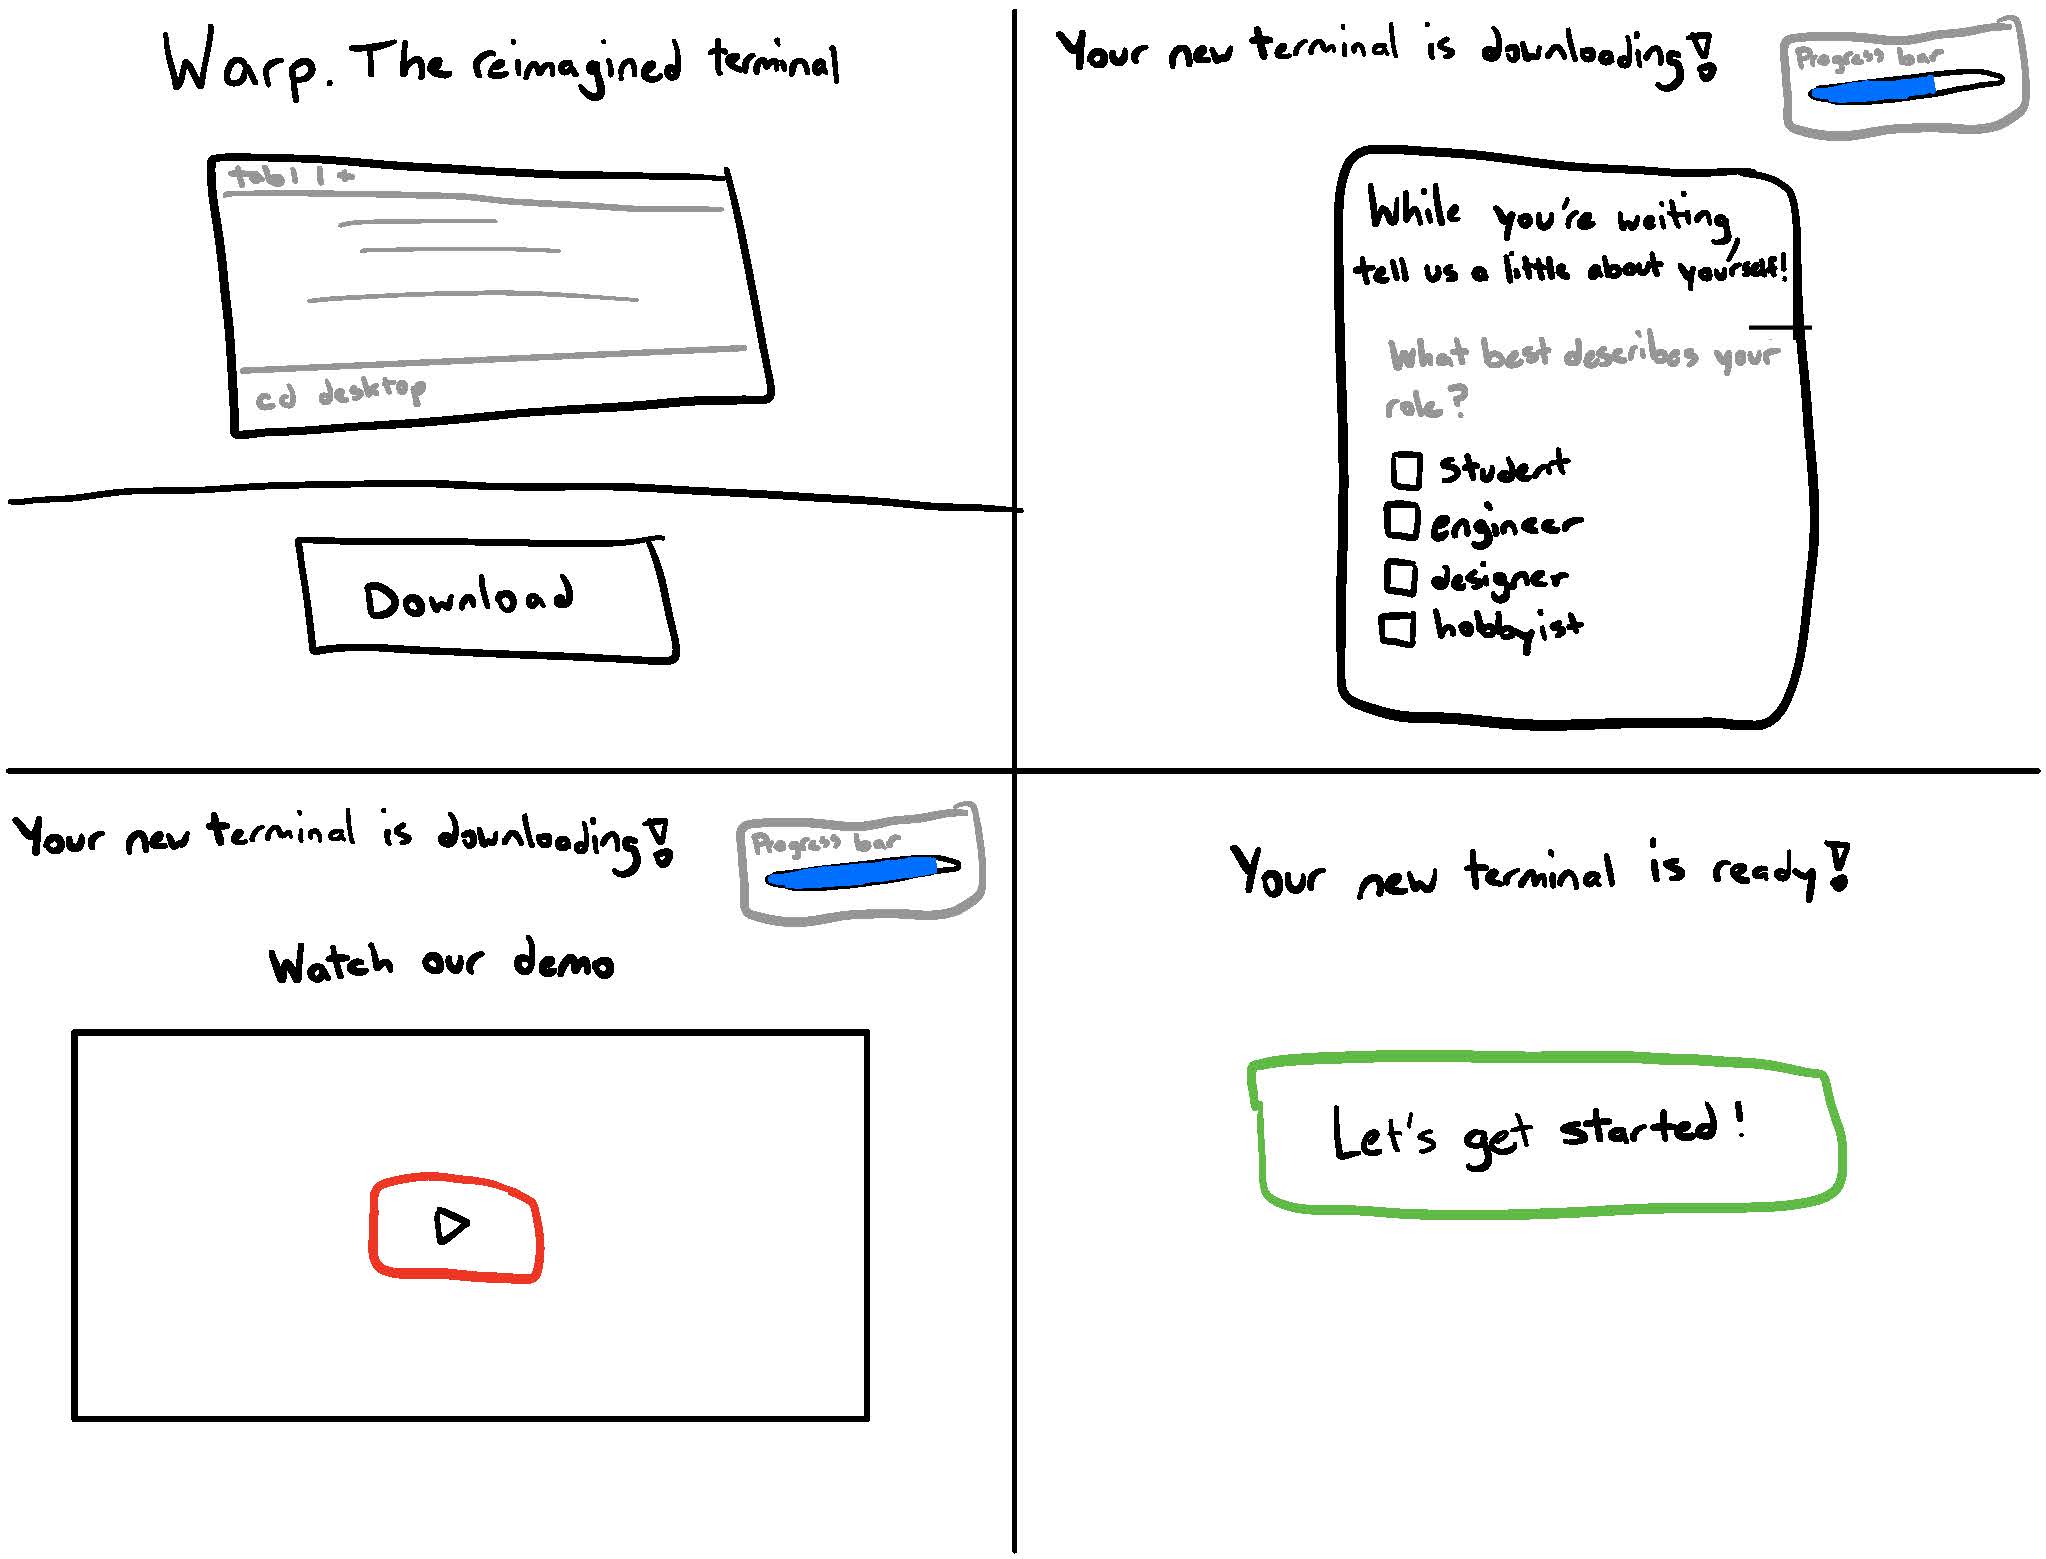 Warp. The reimagined terminal
tab1 | +
cd desktop
Download
Your new terminal is downloading!
Progress bar
While you're waiting,
tell us a little about yourself!
What best describes your
role?
student
engineer
designer
hobbyist
Your new terminal is downloading!
Progress bar
Watch our demo
Your new terminal is ready!
Let's get started!